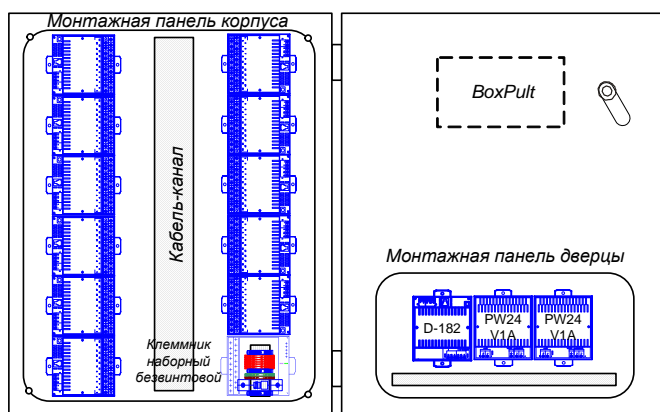 Монтажная панель корпуса
Кабель-канал
Клеммник
наборный
безвинтовой
BoxPult
Монтажная панель дверцы
D-182
PW24
V1A
PW24
V1A